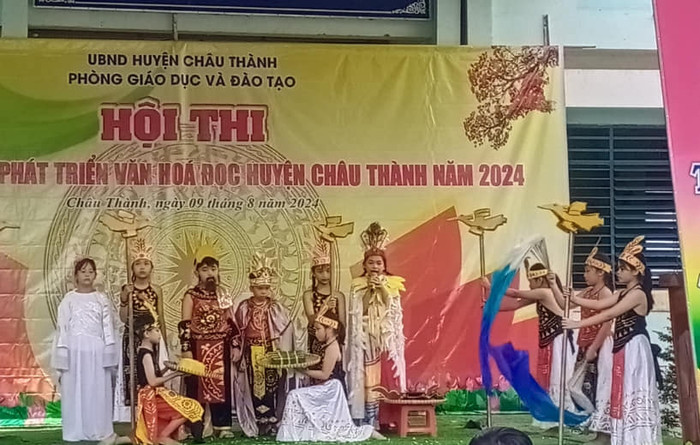 UBND HUYỆN CHÂU THÀNH
PHÒNG GIÁO DỤC VÀ ĐÀO TẠO
HỘI THI
PHÁT TRIỂN VĂN HOÁ ĐỌC HUYỆN CHÂU THÀNH NĂM 2024
Châu Thành, ngày 09 tháng 8 năm 2024